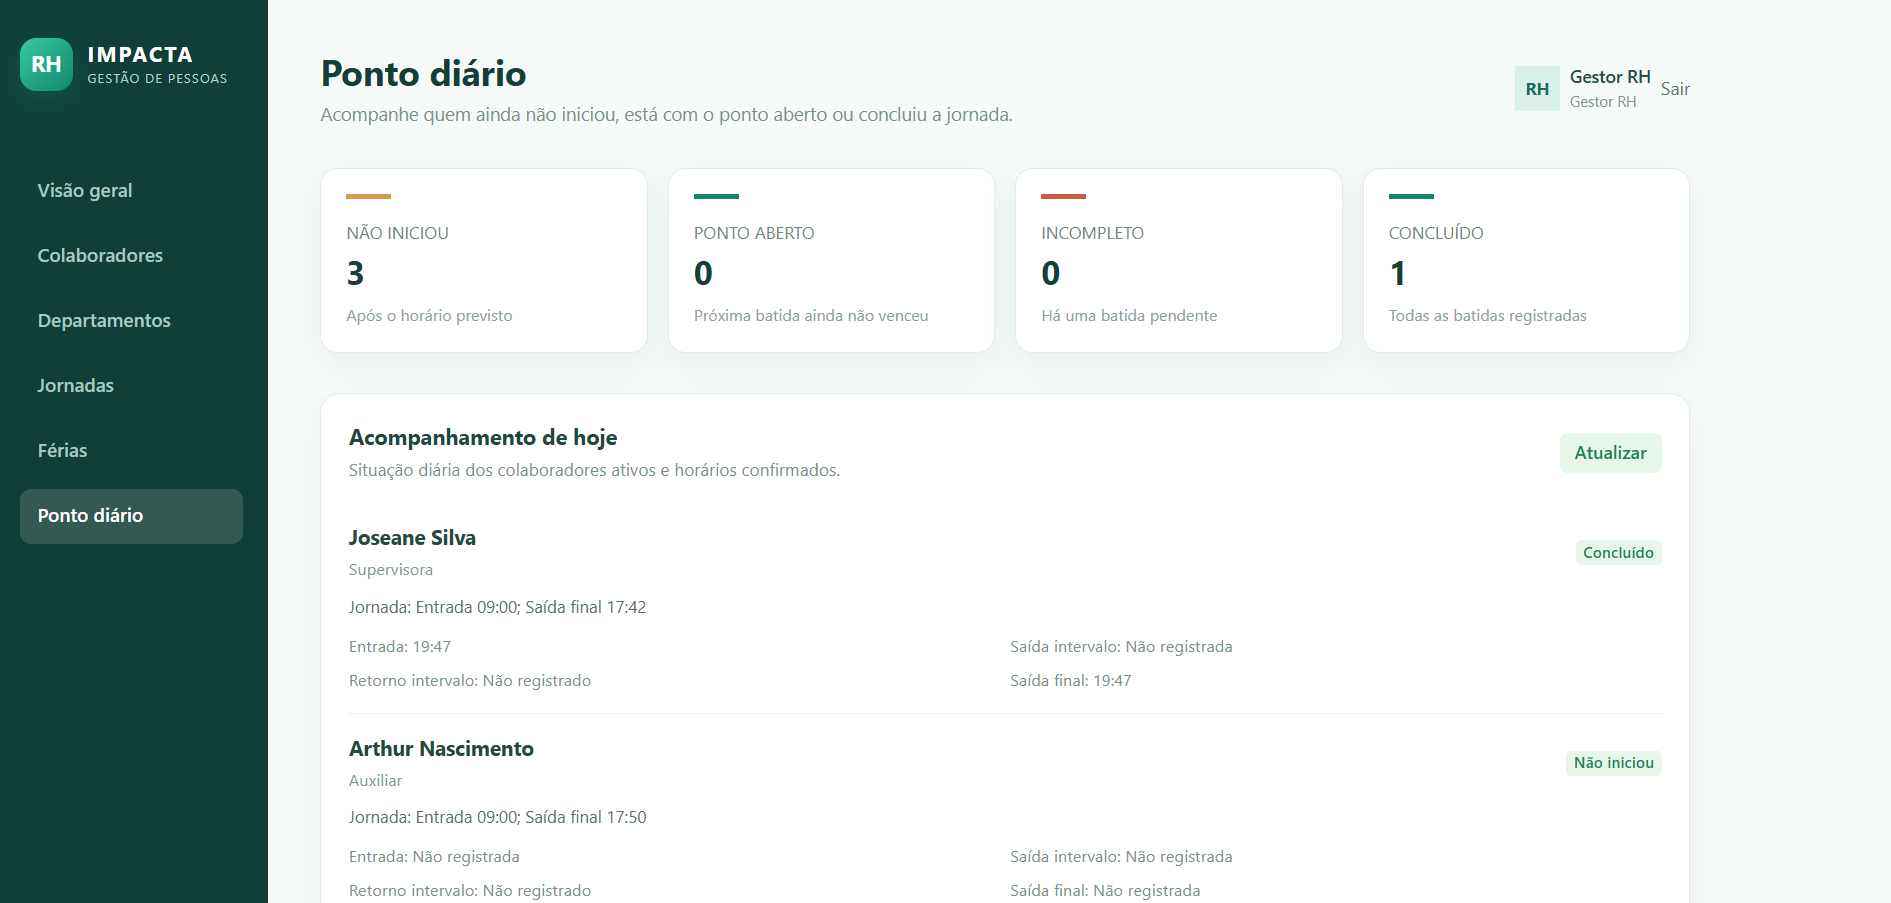 RH
IMPACTA
GESTÃO DE PESSOAS
Visão geral
Colaboradores
Departamentos
Jornadas
Férias
Ponto diário
Ponto diário
Acompanhe quem ainda não iniciou, está com o ponto aberto ou concluiu a jornada.
RH
Gestor RH
Gestor RH
Sair
NÃO INICIOU
3
Após o horário previsto
PONTO ABERTO
0
Próxima batida ainda não venceu
INCOMPLETO
0
Há uma batida pendente
CONCLUÍDO
1
Todas as batidas registradas
Acompanhamento de hoje
Situação diária dos colaboradores ativos e horários confirmados.
Atualizar
Joseane Silva
Supervisora
Concluído
Jornada: Entrada 09:00; Saída final 17:42
Entrada: 19:47
Saída intervalo: Não registrada
Retorno intervalo: Não registrado
Saída final: 19:47
Arthur Nascimento
Auxiliar
Não iniciou
Jornada: Entrada 09:00; Saída final 17:50
Entrada: Não registrada
Saída intervalo: Não registrada
Retorno intervalo: Não registrado
Saída final: Não registrada